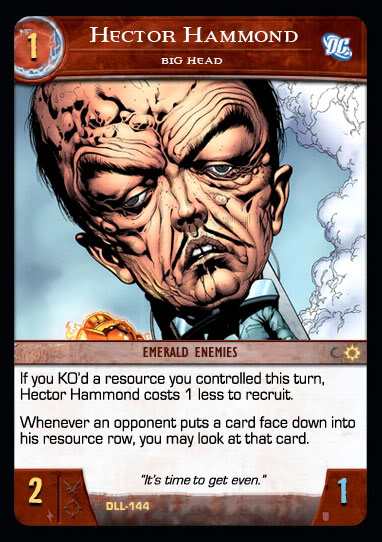 1
HECTOR HAMMOND
BIG HEAD
DC
EMERALD ENEMIES
If you KO'd a resource you controlled this turn,
Hector Hammond costs 1 less to recruit.
Whenever an opponent puts a card face down into
his resource row, you may look at that card.
"It's time to get even."
2
DLL-144
1